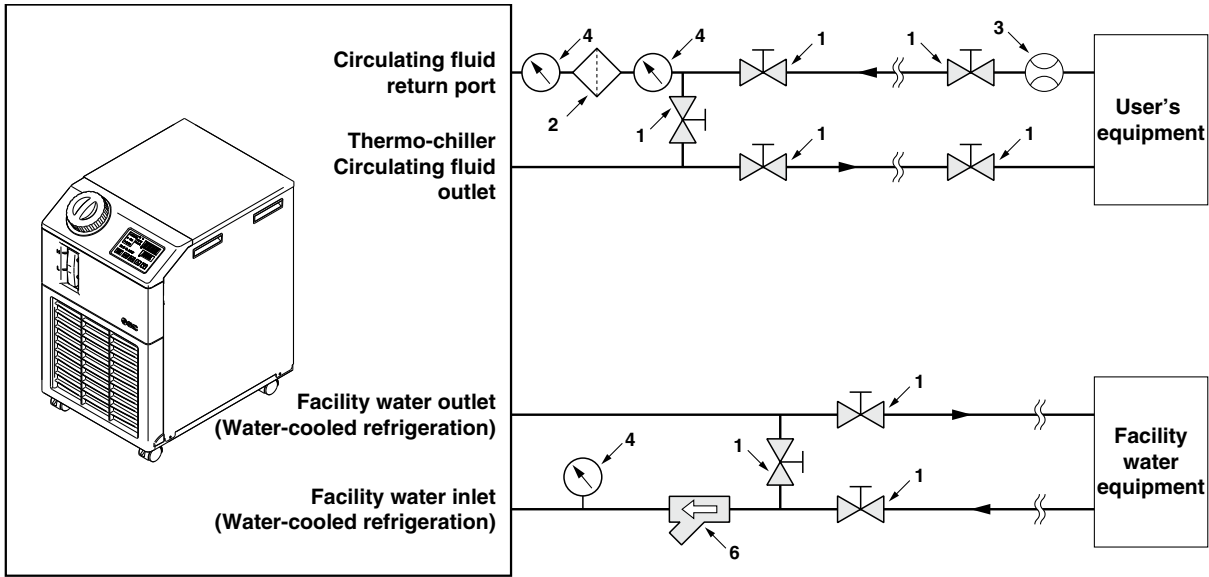 4
4
1
1
3
Circulating fluid
return port
2
1
User's
equipment
Thermo-chiller
Circulating fluid
outlet
1
1
Facility water outlet
(Water-cooled refrigeration)
1
4
1
Facility
water
equipment
Facility water inlet
(Water-cooled refrigeration)
1
6